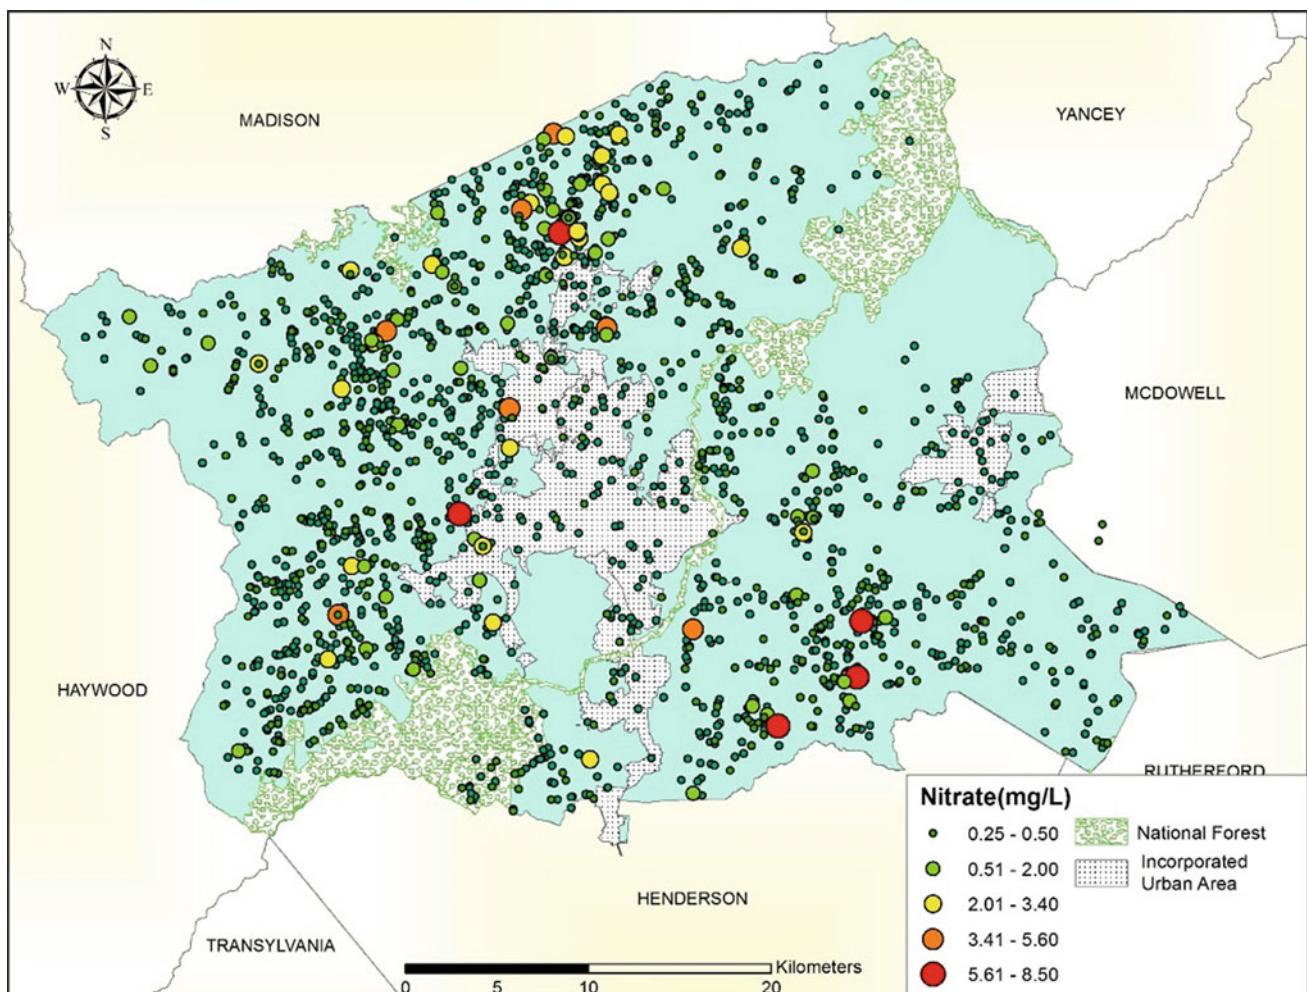 N
W E
S
MADISON
YANCEY
MCDOWELL
HAYWOOD
RUTHERFORD
HENDERSON
TRANSYLVANIA
Nitrate(mg/L)
0.25 - 0.50
0.51 - 2.00
2.01 - 3.40
3.41 - 5.60
5.61 - 8.50
National Forest
Incorporated
Urban Area
Kilometers
0 5 10 20